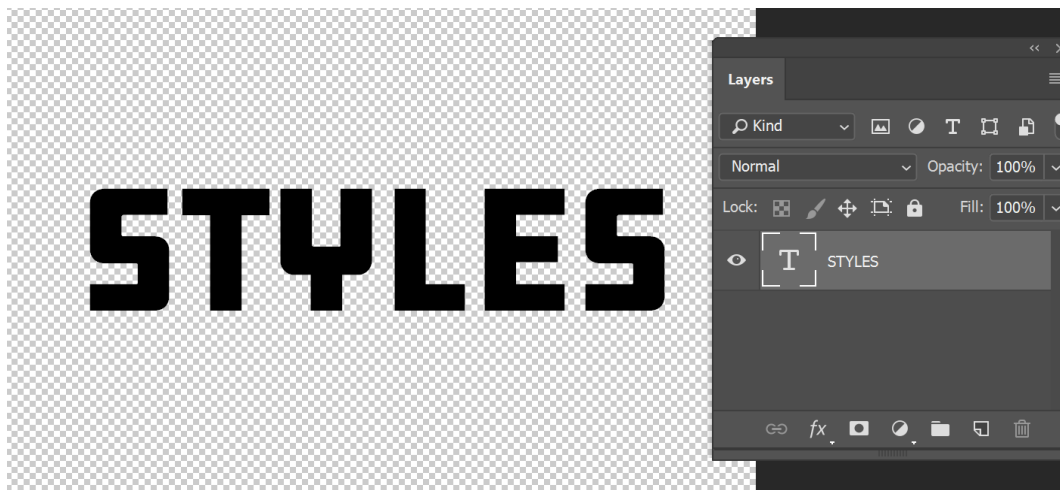 STYLES
Layers
Kind
Normal Opacity: 100%
Lock: Fill: 100%
T STYLES
fx